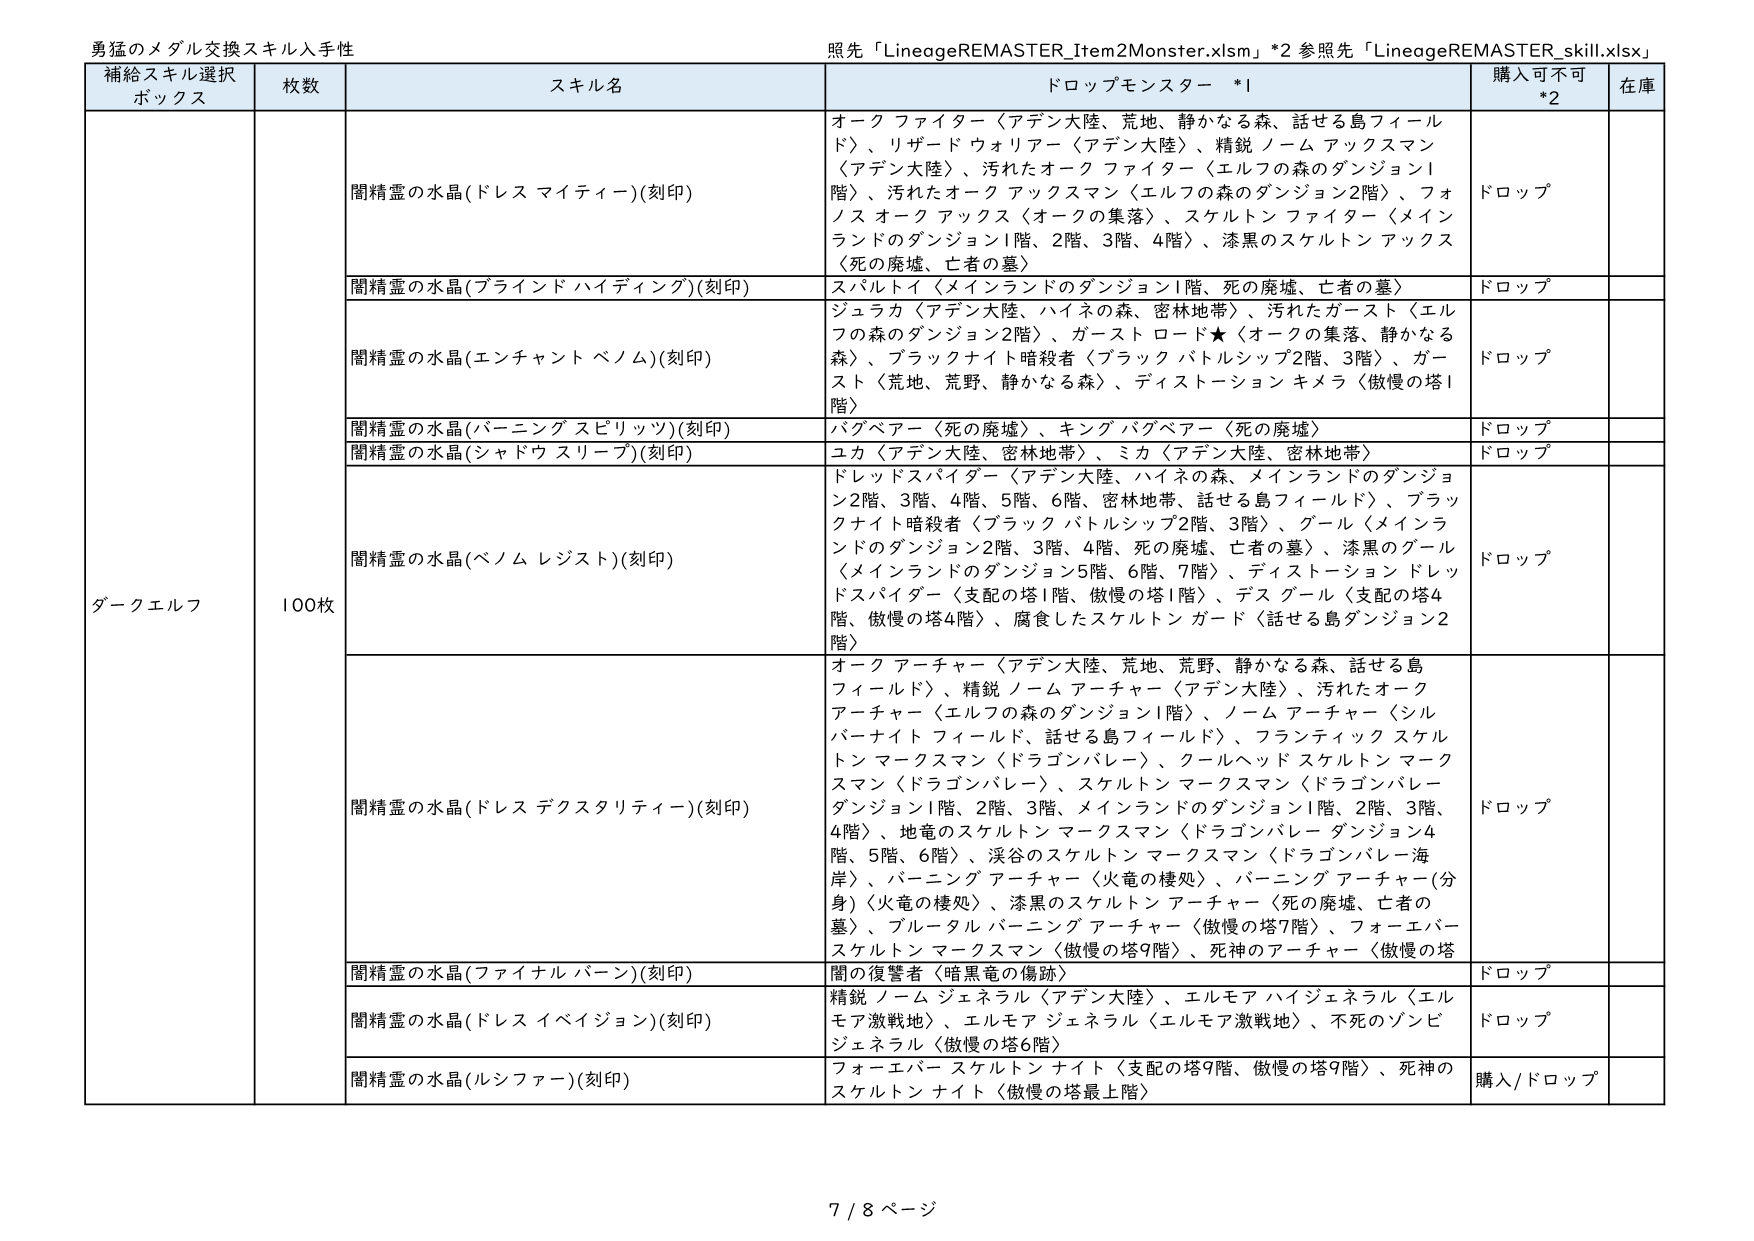 勇猛のメダル交換スキル入手性
照先「LineageREMASTER_Item2Monster.xlsm」*2 参照先「LineageREMASTER_skill.xlsx」
補給スキル選択
ボックス
枚数
スキル名
ドロップモンスター　*1
購入可不可
*2
在庫
ダークエルフ
100枚
闇精霊の水晶(ドレス マイティー)(刻印)
オーク ファイター〈アデン大陸、荒地、静かなる森、話せる島フィール
ド〉、リザード ウォリアー〈アデン大陸〉、精鋭 ノーム アックスマン
〈アデン大陸〉、汚れたオーク ファイター〈エルフの森のダンジョン1
階〉、汚れたオーク アックスマン〈エルフの森のダンジョン2階〉、フォ
ノス オーク アックス〈オークの集落〉、スケルトン ファイター〈メイン
ランドのダンジョン1階、2階、3階、4階〉、漆黒のスケルトン アックス
〈死の廃墟、亡者の墓〉
ドロップ
闇精霊の水晶(ブラインド ハイディング)(刻印)
スパルトイ〈メインランドのダンジョン1階、死の廃墟、亡者の墓〉
ドロップ
闇精霊の水晶(エンチャント ベノム)(刻印)
ジュラカ〈アデン大陸、ハイネの森、密林地帯〉、汚れたガースト〈エル
フの森のダンジョン2階〉、ガースト ロード★〈オークの集落、静かなる
森〉、ブラックナイト暗殺者〈ブラック バトルシップ2階、3階〉、ガー
スト〈荒地、荒野、静かなる森〉、ディストーション キメラ〈傲慢の塔1
階〉
ドロップ
闇精霊の水晶(バーニング スピリッツ)(刻印)
バグベアー〈死の廃墟〉、キング バグベアー〈死の廃墟〉
ドロップ
闇精霊の水晶(シャドウ スリープ)(刻印)
ユカ〈アデン大陸、密林地帯〉、ミカ〈アデン大陸、密林地帯〉
ドロップ
闇精霊の水晶(ベノム レジスト)(刻印)
ドレッドスパイダー〈アデン大陸、ハイネの森、メインランドのダンジョ
ン2階、3階、4階、5階、6階、密林地帯、話せる島フィールド〉、ブラッ
クナイト暗殺者〈ブラック バトルシップ2階、3階〉、グール〈メインラ
ンドのダンジョン2階、3階、4階、死の廃墟、亡者の墓〉、漆黒のグール
〈メインランドのダンジョン5階、6階、7階〉、ディストーション ドレッ
ドスパイダー〈支配の塔1階、傲慢の塔1階〉、デス グール〈支配の塔4
階、傲慢の塔4階〉、腐食したスケルトン ガード〈話せる島ダンジョン2
階〉
ドロップ
闇精霊の水晶(ドレス デクスタリティー)(刻印)
オーク アーチャー〈アデン大陸、荒地、荒野、静かなる森、話せる島
フィールド〉、精鋭 ノーム アーチャー〈アデン大陸〉、汚れたオーク
アーチャー〈エルフの森のダンジョン1階〉、ノーム アーチャー〈シル
バーナイト フィールド、話せる島フィールド〉、フランティック スケル
トン マークスマン〈ドラゴンバレー〉、クールヘッド スケルトン マーク
スマン〈ドラゴンバレー〉、スケルトン マークスマン〈ドラゴンバレー
ダンジョン1階、2階、3階、メインランドのダンジョン1階、2階、3階、
4階〉、地竜のスケルトン マークスマン〈ドラゴンバレー ダンジョン4
階、5階、6階〉、渓谷のスケルトン マークスマン〈ドラゴンバレー海
岸〉、バーニング アーチャー〈火竜の棲処〉、バーニング アーチャー(分
身)〈火竜の棲処〉、漆黒のスケルトン アーチャー〈死の廃墟、亡者の
墓〉、ブルータル バーニング アーチャー〈傲慢の塔7階〉、フォーエバー
スケルトン マークスマン〈傲慢の塔9階〉、死神のアーチャー〈傲慢の塔
ドロップ
闇精霊の水晶(ファイナル バーン)(刻印)
闇の復讐者〈暗黒竜の傷跡〉
ドロップ
闇精霊の水晶(ドレス イベイジョン)(刻印)
精鋭 ノーム ジェネラル〈アデン大陸〉、エルモア ハイジェネラル〈エル
モア激戦地〉、エルモア ジェネラル〈エルモア激戦地〉、不死のゾンビ
ジェネラル〈傲慢の塔6階〉
ドロップ
闇精霊の水晶(ルシファー)(刻印)
フォーエバー スケルトン ナイト〈支配の塔9階、傲慢の塔9階〉、死神の
スケルトン ナイト〈傲慢の塔最上階〉
購入/ドロップ
7 / 8 ページ